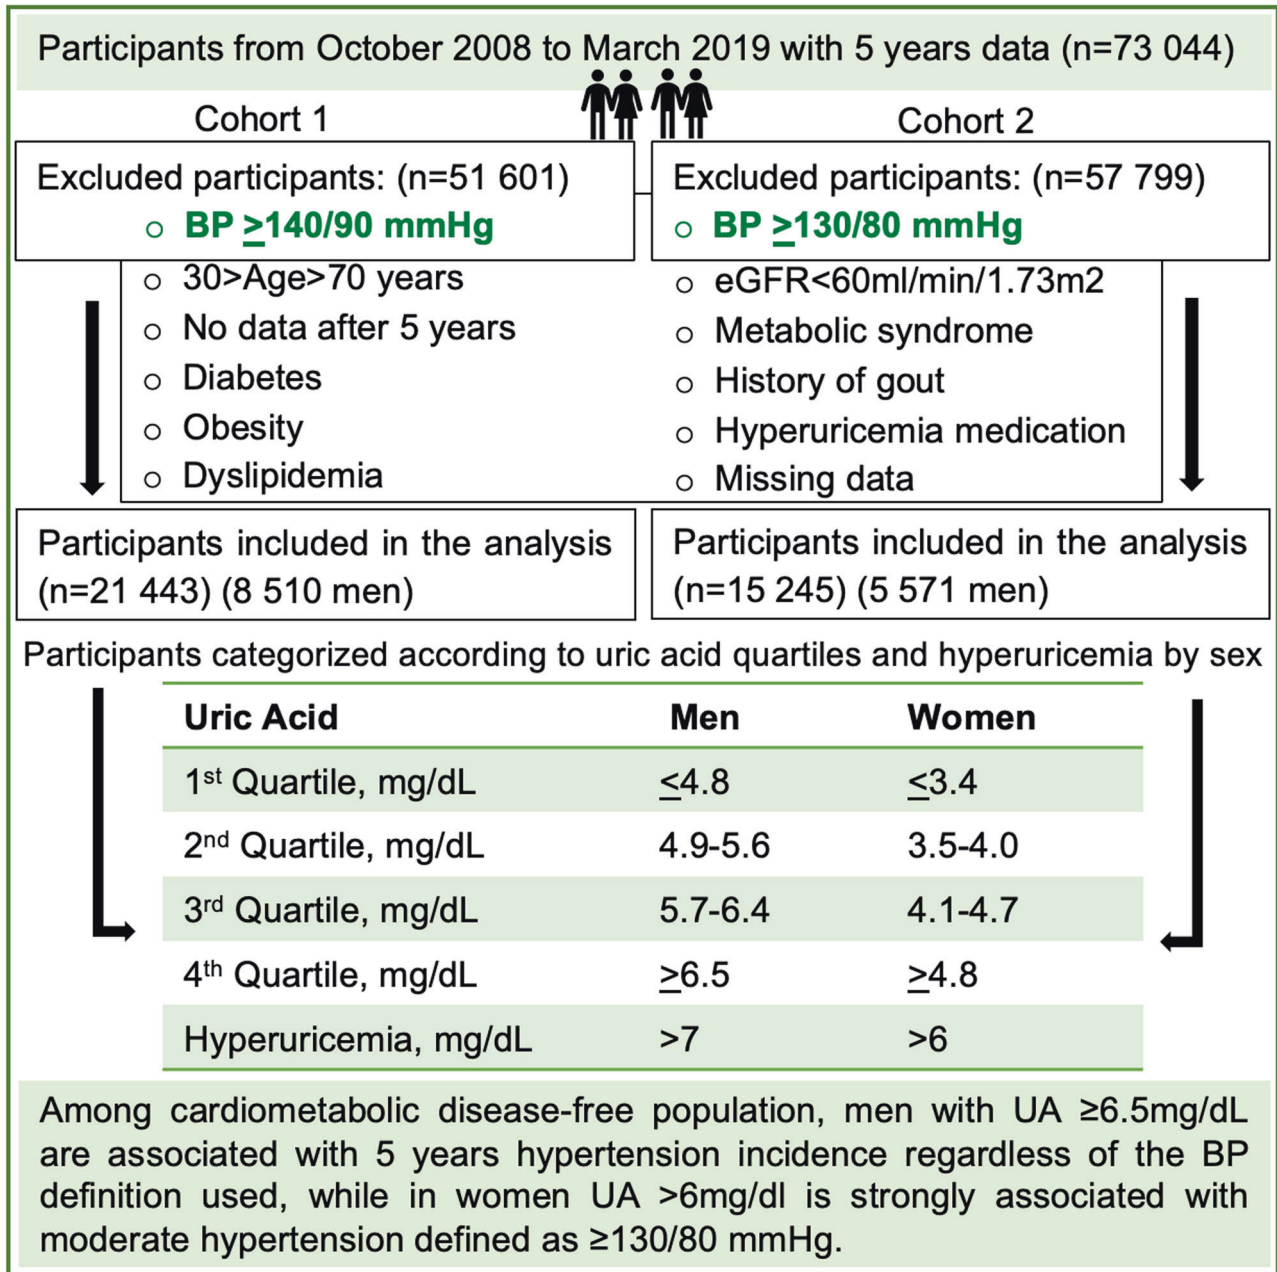 Participants from October 2008 to March 2019 with 5 years data (n=73 044)
Cohort 1
Excluded participants: (n=51 601)
○ BP ≥140/90 mmHg
Cohort 2
Excluded participants: (n=57 799)
○ BP ≥130/80 mmHg
○ 30>Age>70 years
○ No data after 5 years
○ Diabetes
○ Obesity
○ Dyslipidemia
○ eGFR<60ml/min/1.73m2
○ Metabolic syndrome
○ History of gout
○ Hyperuricemia medication
○ Missing data
Participants included in the analysis
(n=21 443) (8 510 men)
Participants included in the analysis
(n=15 245) (5 571 men)
Participants categorized according to uric acid quartiles and hyperuricemia by sex
Uric Acid Men Women
1st Quartile, mg/dL ≤4.8 ≤3.4
2nd Quartile, mg/dL 4.9-5.6 3.5-4.0
3rd Quartile, mg/dL 5.7-6.4 4.1-4.7
4th Quartile, mg/dL ≥6.5 ≥4.8
Hyperuricemia, mg/dL >7 >6
Among cardiometabolic disease-free population, men with UA ≥6.5mg/dL
are associated with 5 years hypertension incidence regardless of the BP
definition used, while in women UA >6mg/dl is strongly associated with
moderate hypertension defined as ≥130/80 mmHg.